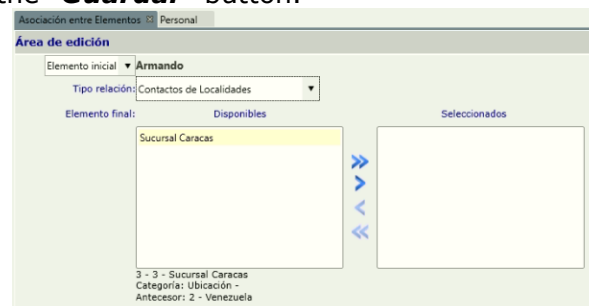 the "Guardar" button.
Asociación entre Elementos Personal
Área de edición
Elemento inicial Armando
Tipo relación: Contactos de Localidades
Elemento final: Disponibles Seleccionados
Sucursal Caracas
3 - 3 - Sucursal Caracas
Categoría: Ubicación -
Antecesor: 2 - Venezuela